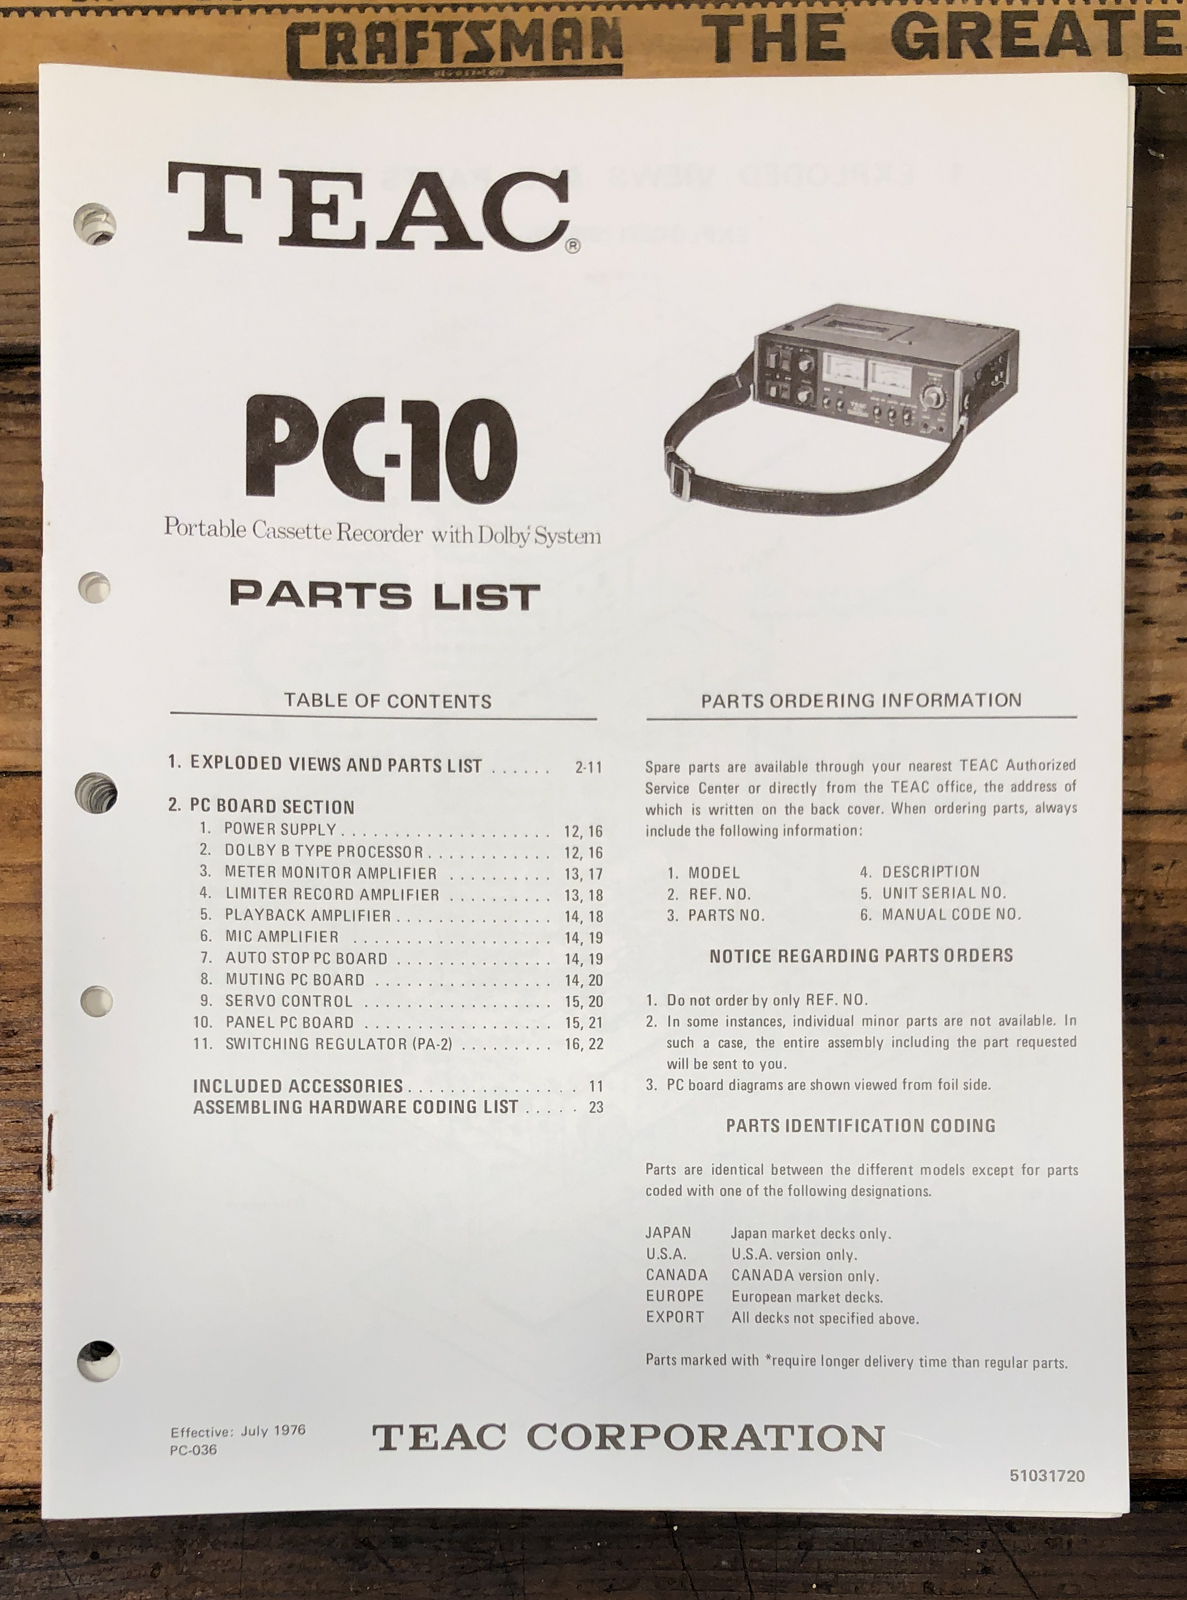 CRAFTSMAN THE GREATE
TEAC®
PC-10
Portable Cassette Recorder with Dolby* System
PARTS LIST
TABLE OF CONTENTS
1. EXPLODED VIEWS AND PARTS LIST ...... 2-11
2. PC BOARD SECTION
1. POWER SUPPLY.................... 12, 16
2. DOLBY B TYPE PROCESSOR............ 12, 16
3. METER MONITOR AMPLIFIER .......... 13, 17
4. LIMITER RECORD AMPLIFIER .......... 13, 18
5. PLAYBACK AMPLIFIER............... 14, 18
6. MIC AMPLIFIER ................... 14, 19
7. AUTO STOP PC BOARD ............... 14, 19
8. MUTING PC BOARD ................. 14, 20
9. SERVO CONTROL .................. 15, 20
10. PANEL PC BOARD .................. 15, 21
11. SWITCHING REGULATOR (PA-2) ......... 16, 22
INCLUDED ACCESSORIES................ 11
ASSEMBLING HARDWARE CODING LIST ..... 23
PARTS ORDERING INFORMATION
Spare parts are available through your nearest TEAC Authorized
Service Center or directly from the TEAC office, the address of
which is written on the back cover. When ordering parts, always
include the following information:
1. MODEL 4. DESCRIPTION
2. REF. NO. 5. UNIT SERIAL NO.
3. PARTS NO. 6. MANUAL CODE NO.
NOTICE REGARDING PARTS ORDERS
1. Do not order by only REF. NO.
2. In some instances, individual minor parts are not available. In
such a case, the entire assembly including the part requested
will be sent to you.
3. PC board diagrams are shown viewed from foil side.
PARTS IDENTIFICATION CODING
Parts are identical between the different models except for parts
coded with one of the following designations.
JAPAN Japan market decks only.
U.S.A. U.S.A. version only.
CANADA CANADA version only.
EUROPE European market decks.
EXPORT All decks not specified above.
Parts marked with *require longer delivery time than regular parts.
Effective: July 1976
PC-036
TEAC CORPORATION
51031720